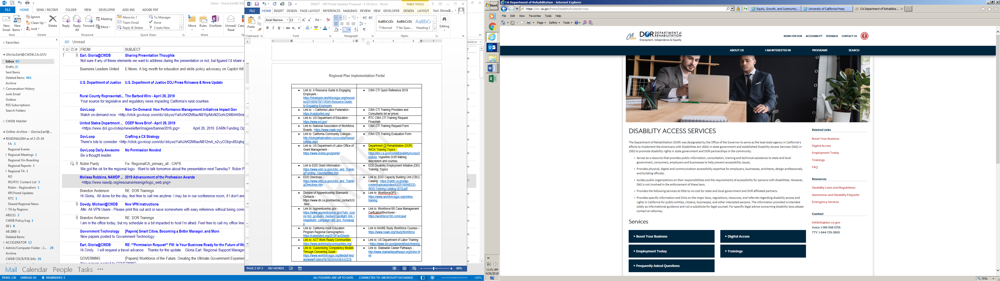 Inbox - Gloria.Earl@CWDB.CA.GOV
FILE HOME SEND / RECEIVE FOLDER VIEW DEVELOPER ADD-INS ADOBE PDF
New Email
New Items
Ignore
Clean Up
Junk
Delete
Reply
Reply All
Forward
Meeting
More
Move to: ?
Team Email
Reply & Delete
To Manager
Done
Create New
Move
Rules
OneNote
Unread/ Read
New Delete Respond Quick Steps Move
Favorites
Gloria.Earl@CWDB.CA.GOV
Inbox 65
Drafts [4]
Sent Items
Deleted Items 461
Archive
Conversation History
Junk Email
Outbox
RSS Subscriptions
Search Folders
CWDB Master
Online Archive - Gloria.Earl@...
REGIONALISM as of 2-25-19
FA 3
Regional Events
Regional Meetings 1
Regional On-Boarding
Regional Reports 1
Regional TA 1
RO
RO/RTC Contact List 3
Robin - Regionalism 1
RPI Portal Updates
RTC 1
Shared Regional News
TA by Regions
AB1111 2
CWDB Policy/Leg 1
SB 1 8
AB 2060 1
Deleted Items
ACCELERATOR 12
Admin/Computer Folder - 2... 28
Archive
CWDB CDCR/P2E Info 26
Mail Calendar People Tasks
ITEMS: 120 UNREAD: 65 REMINDERS: 5
All Unread
FROM SUBJECT
Earl, Gloria@CWDB Sharing Presentation Thoughts
Not sure if any of these elements we want to address during the presentation or not, but figured I'd share w
Business Leaders United E-News: A big month for education and skills policy advocacy on Capitol Hill
U.S. Department of Justice U.S. Department of Justice DOJ Press Releases & News Update
Rural County Representati... The Barbed Wire - April 26, 2019
Your source for legislative and regulatory news impacting California's rural counties.
GovLoop Now On-Demand: How Performance Management Initiatives Impact Gov
Watch on-demand now. <http://click.govloop.com/dc/-bbywzYaHJAKI2M6aoN815pMoN2GohU24t6iH4Smr
United States Department ... ODEP News Brief - April 26, 2019
<https://www.dol.gov/odep/newsletter/images/banner2016.jpg> April 26, 2019 EARN Funding Op
GovLoop Crafting a CX Strategy
There's lots to consider. <http://click.govloop.com/dc/-bbywzYaHJAKI2M6aoN812mA_n2vyCObpvBfJqhq
GovLoop Daily Awesome No Permission Needed
Be a thought leader.
Robin Purdy Fw: RegionalCA_primary_all - CAPS
We got the ok for the regional logo. Want to talk tomorrow about the presentation next Tuesday? Robin P
Melissa Robbins, NAWDP ... 2019 Advancement of the Profession Awards
<https://www.nawdp.org/resource/resmgr/logo_web.png>
Brandon Anderson RE: DOR Trainings
Hi Gloria, All done for the day, feel free to call me anytime. I may be in our conference room, if I don't ans
Dowdy, Michael@CWDB New VPN Instructions
Attn: All VPN Users - Please print this out and or save somewhere with easy reference without being conn
Brandon Anderson RE: DOR Trainings
I am in the office today, but my schedule is a bit impacted to host I'm afraid. Feel free to call my office line
Government Technology [Papers] Smart Cities, Becoming a Better Manager, and More
New papers posted to Government Technology
Earl, Gloria@CWDB RE: **Permission Request** FW: Is Your Business Ready for the Future of Wo
Hi Cindy. I will request a travel advance. Thanks for the update. Gloria Earl Regional Support Manage
GOVERNING [Papers] Workforce of the Future, Creating the Ultimate Government Experien
ALL FOLDERS ARE UP TO DATE. CONNECTED TO: MICROSOFT EXCHANGE 100%
DRAFT - RPI Portal Updates Proposal - 4-19.docx - Word
TABLE TOOLS
FILE HOME INSERT DESIGN PAGE LAYOUT REFERENCES MAILINGS REVIEW VIEW DEVELOPER DESIGN LAYOUT Earl, Gloria@...
Paste
Arial Narrow 12
AaBbCcDc AaBbCcDc AaBbCc
¶ Normal ¶ No Spac... Heading 1
Editing
Clipboard Font Paragraph Styles
Regional Plan Implementation Portal
Link to: A Resource Guide to Engaging
Employers -
https://strategies.workforcegps.org/resourc
es/2016/05/18/11/53/A-Resource-Guide-
to-Engaging-Employers
CWA CTI Quick Reference 2018
Link to: – California Labor Federation -
https://calaborfed.org/
CWA CTI Training Providers and
Consultants list w/ prices
Link to: US Department of Education -
https://www.ed.gov/
RTC CWA CTI Training Request
Flowchart
Link to: National Association of Workforce
Boards - https://www.nawb.org/
CWA CTI Training Request Form
Link to: California Community Colleges -
http://doingwhatmatters.cccco.edu/Resour
ceMap.aspx
CWA CTI Training Evaluation Form
Link to: US Department of Labor Office of
Grant Management -
https://www.doleta.gov/grants/
Department Of Rehabilitation (DOR)
WIOA Training Topics -
https://dor.ca.gov/Home/DisabilityAccessS
ervices Hyperlink DOR training
description and courses.
Link to EDD Grant Information -
https://www.edd.ca.gov/Jobs_and_Trainin
g/Funding_Opportunities.htm
EDD Disability Employment Initiative (DEI)
Training Topics
EDD Directives -
https://www.edd.ca.gov/Jobs_and_Trainin
g/Directives.htm
Link to: EDD Capacity Building Unit (CBU)
Catalog - https://cwdb.ca.gov/wp-
content/uploads/sites/43/2018/04/EDD-
WSD-Training-Catalog-2018.pdf
Division of Apprenticeship Standards
Contacts -
https://www.dir.ca.gov/das/das_contactUS
.html
Link to: WorkforceGPS –
https://www.workforcegps.org/online-
training
Link to: Apprenticeship.gov -
https://www.apprenticeship.gov/?utm_sour
ce=dol_gov&utm_medium=spotlight_link_i
mage&utm_campaign=dol_gov_homepag
e
Link to: Workforce180 Case Management
Cerfication/Brochures -
https://workforce180.com/case/
Link to: California Adult Education
Program Regional Demographics -
https://caladulted.org/2019FactSheets
Link to NAWB Study Workforce Courses –
https://www.nawb.org/StudyWorkforce
Link to: ACT Work Ready Communities -
https://www.workreadycommunities.org/
Link to: US Department of Labor Training
–https://www.dol.gov/general/topic/training
Link to: Customizing Competency Models
Through Convening Guide -
https://www.workforcegps.org/MediaFiles/
ws/www/Folders/%7BE6AAA3E4-E2C8-
Link to: Statewide Career Pathways -
http://www.statewidepathways.org/index.ht
ml
DRAFT
PAGE 2 OF 3 592 WORDS 80%
Start
11:01 AM
4/26/2019
CA Department of Rehabilitation - Internet Explorer
https://dor.ca.gov/Home/DisabilityAccessServices
Equity, Growth, and Community... University of California Press CA Department of Rehabilita...
File Edit View Favorites Tools Help
Page Safety Tools
CA.GOV
DOR DEPARTMENT of REHABILITATION
Employment, Independence & Equality
WORK FOR DOR ACCESSIBILITY FEEDBACK CONTACT US
ABOUT US I AM INTERESTED IN PROGRAMS SEARCH
DISABILITY ACCESS SERVICES
The Department of Rehabilitation (DOR) was designated by the Office of the Governor to serve as the lead state agency in California's
efforts to implement the Americans with Disabilities Act (ADA) in state government and established Disability Access Services (DAS) in
1992 to promote disability rights in state government and DOR partnerships in the community.
• Serves as a resource that provides public information, consultation, training and technical assistance to state and local
government, consumers, employers and businesses to help prevent accessibility issues.
• Provides physical, digital and communication accessibility expertise for employers, businesses, architects, design professionals,
and building officials.
• Guides public organizations on their responsibilities and the requirements of accessibility for persons with disabilities. However,
DAS is not involved in the enforcement of these laws.
• Provides the following services at little to no cost for state and local government and DOR affiliated partners.
• Provides specific information and links on the major laws, regulations, resources, and referrals regarding disability access and
rights in California for public entities, citizens, businesses, and other interested persons. The information provided is intended
solely as informational guidance and not a substitute for legal counsel. For specific legal advice concerning disability laws please
contact an attorney.
Services
Boost Your Business
Digital Access
Employment Today
Trainings
Frequently Asked Questions
Related Links
Boost Your Business
Digital Access
Employment Today
Trainings
FAQ
Resources
Disability Laws and Regulations
Awareness and Disability Etiquette
Emergency Services
Contact
DASInfo@dor.ca.gov
Voice: 1-916-558-5755
TTY: 1-844-729-2800
75%